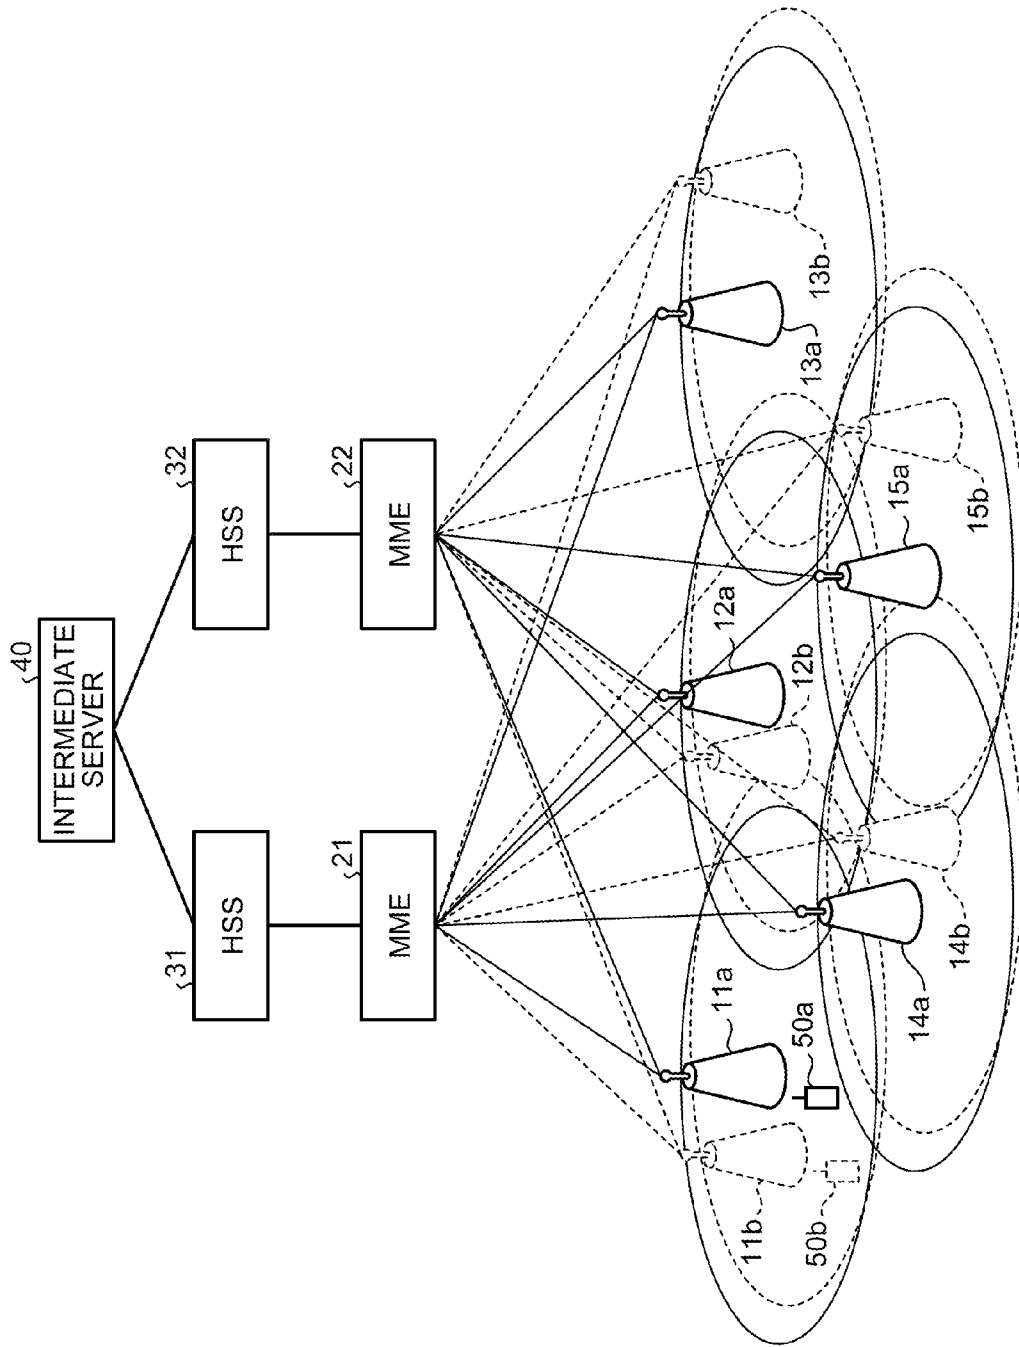 40
INTERMEDIATE
SERVER
31
HSS
32
HSS
21
MME
22
MME
11a
11b
12a
12b
13a
13b
14a
14b
15a
15b
50a
50b